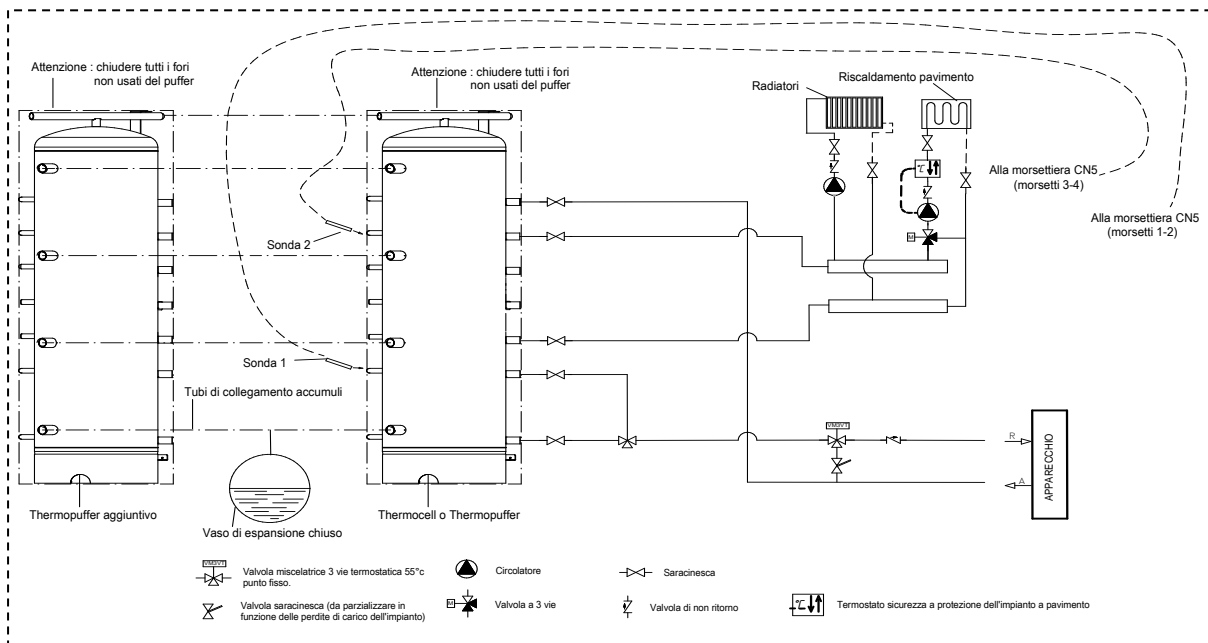 Attenzione : chiudere tutti i fori
non usati del puffer
Attenzione : chiudere tutti i fori
non usati del puffer
Radiatori
Riscaldamento pavimento
°C
Alla morsettiera CN5
(morsetti 3-4)
Alla morsettiera CN5
(morsetti 1-2)
Sonda 2
M
Sonda 1
Tubi di collegamento accumuli
VM3VT
R
A
APPARECCHIO
Thermopuffer aggiuntivo
Vaso di espansione chiuso
Thermocell o Thermopuffer
VM3VT
Valvola miscelatrice 3 vie termostatica 55°c
punto fisso.
Circolatore
Saracinesca
Valvola saracinesca (da parzializzare in
funzione delle perdite di carico dell'impianto)
M
Valvola a 3 vie
Valvola di non ritorno
°C
Termostato sicurezza a protezione dell'impianto a pavimento